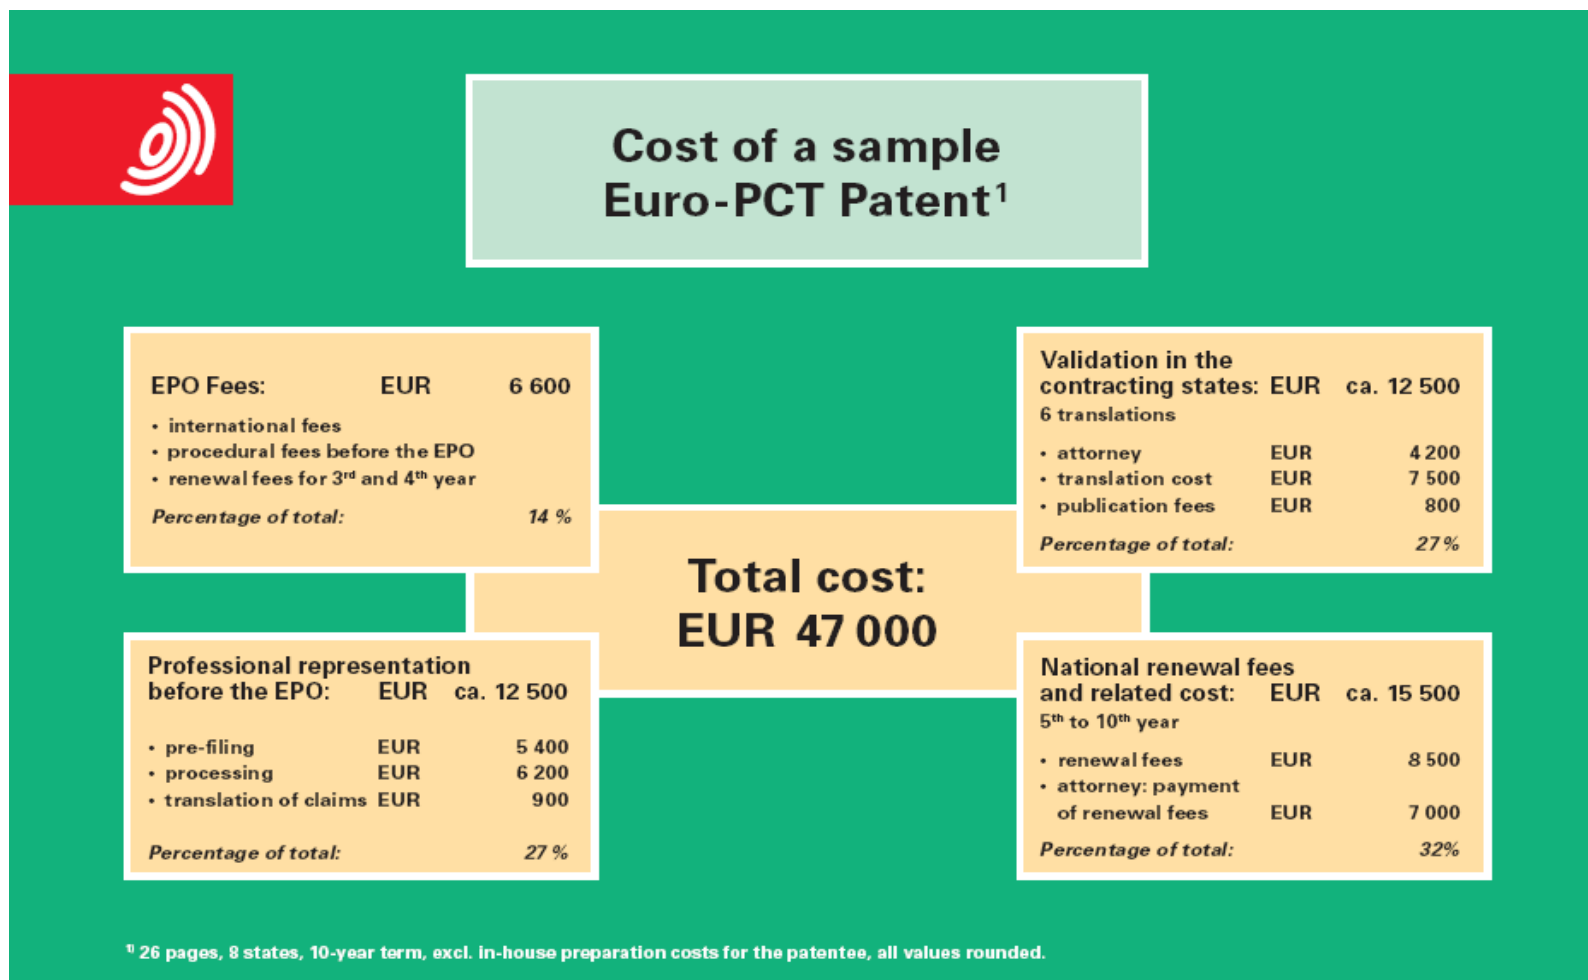 Cost of a sample
Euro-PCT Patent¹
EPO Fees: EUR 6 600
• international fees
• procedural fees before the EPO
• renewal fees for 3rd and 4th year
Percentage of total: 14 %
Validation in the
contracting states: EUR ca. 12 500
6 translations
• attorney EUR 4 200
• translation cost EUR 7 500
• publication fees EUR 800
Percentage of total: 27 %
Total cost:
EUR 47 000
Professional representation
before the EPO: EUR ca. 12 500
• pre-filing EUR 5 400
• processing EUR 6 200
• translation of claims EUR 900
Percentage of total: 27 %
National renewal fees
and related cost: EUR ca. 15 500
5th to 10th year
• renewal fees EUR 8 500
• attorney: payment
of renewal fees EUR 7 000
Percentage of total: 32%
¹⁾ 26 pages, 8 states, 10-year term, excl. in-house preparation costs for the patentee, all values rounded.